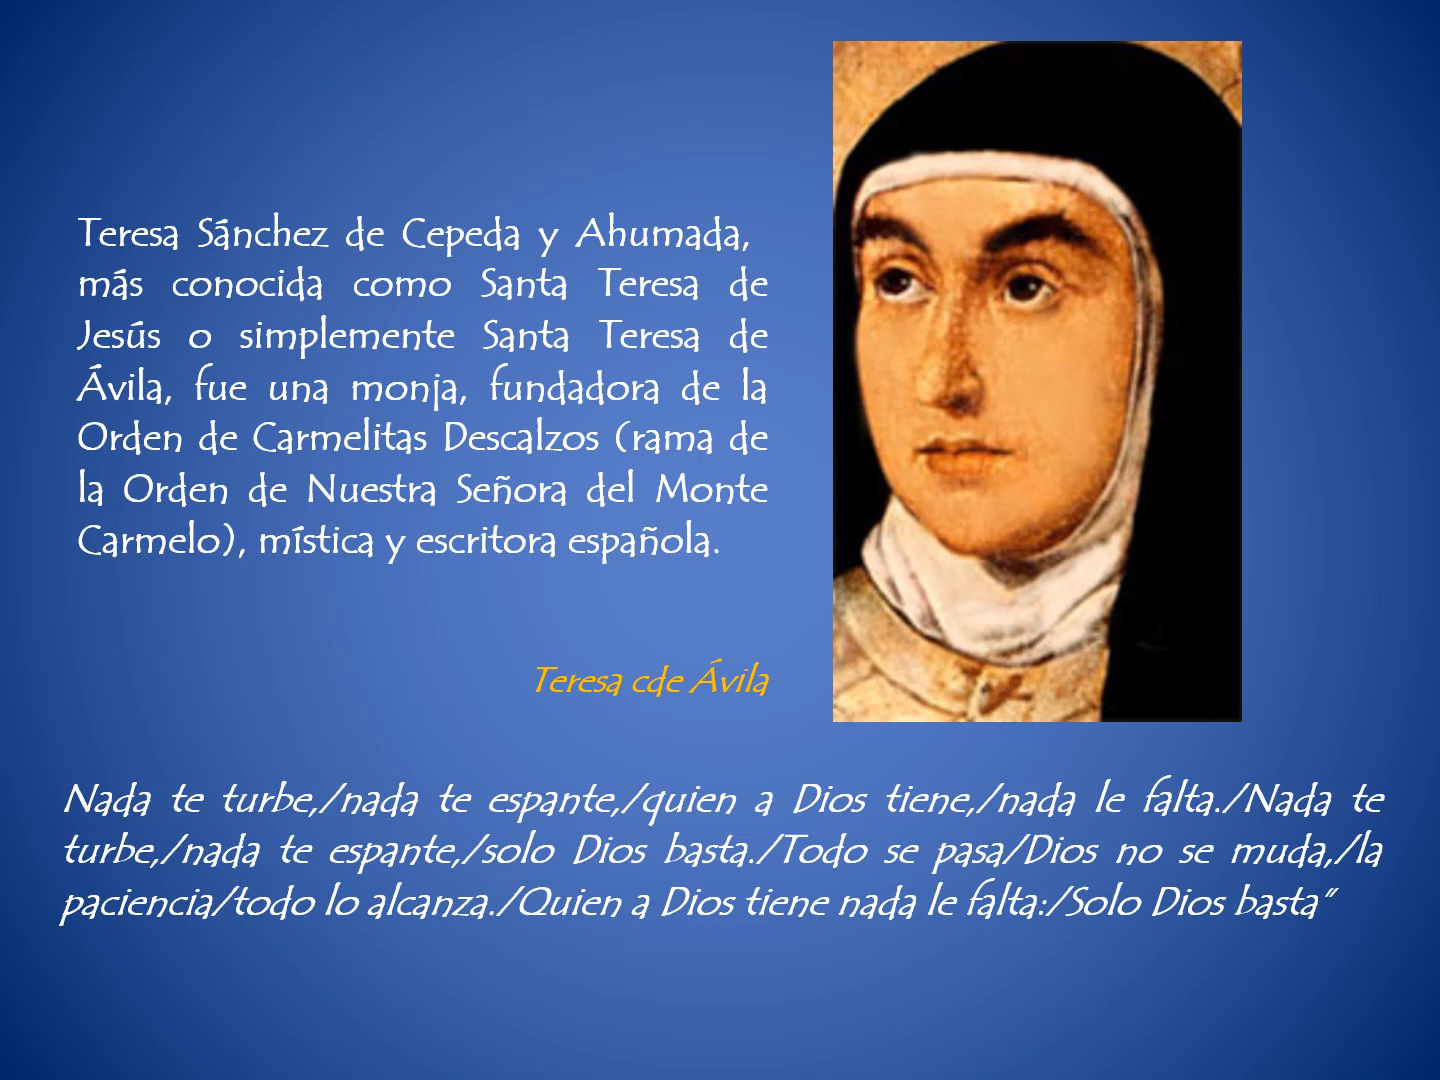 Teresa Sánchez de Cepeda y Ahumada,
más conocida como Santa Teresa de
Jesús o simplemente Santa Teresa de
Ávila, fue una monja, fundadora de la
Orden de Carmelitas Descalzos (rama de
la Orden de Nuestra Señora del Monte
Carmelo), mística y escritora española.
Teresa cde Ávila
Nada te turbe,/nada te espante,/quien a Dios tiene,/nada le falta./Nada te
turbe,/nada te espante,/solo Dios basta./Todo se pasa/Dios no se muda,/la
paciencia/todo lo alcanza./Quien a Dios tiene nada le falta:/Solo Dios basta”